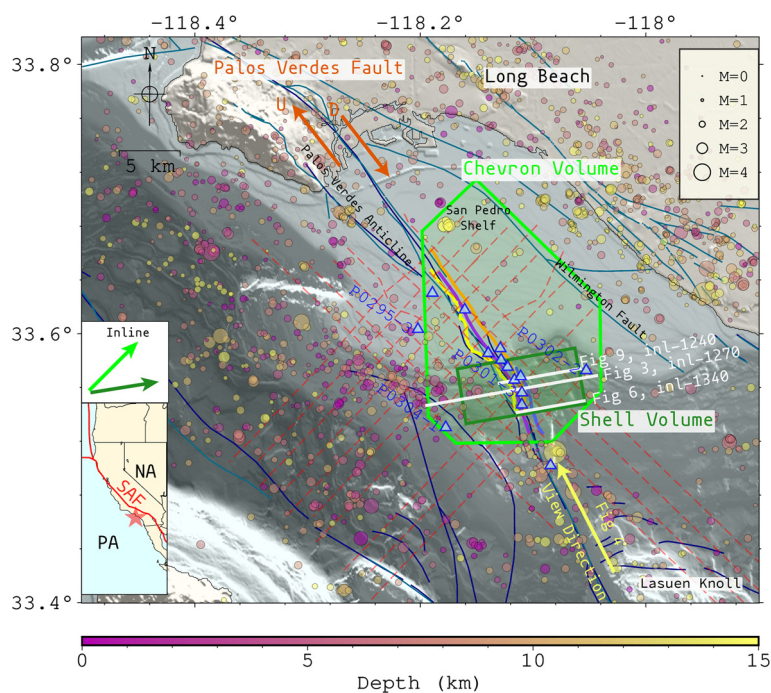 −118.4° −118.2° −118°
33.8°
33.6°
33.4°
N
Palos Verdes Fault
Long Beach
M=0
M=1
M=2
M=3
M=4
U
D
5 km
Palos Verdes Anticline
Chevron Volume
San Pedro
Shelf
Wilmington Fault
P0295
P0302
P0301
P0304
Fig 9, inl-1240
Fig 3, inl-1270
Fig 6, inl-1340
Shell Volume
Inline
NA
SAF
PA
Fig 4
View Direction
Lasuen Knoll
0 5 10 15
Depth (km)